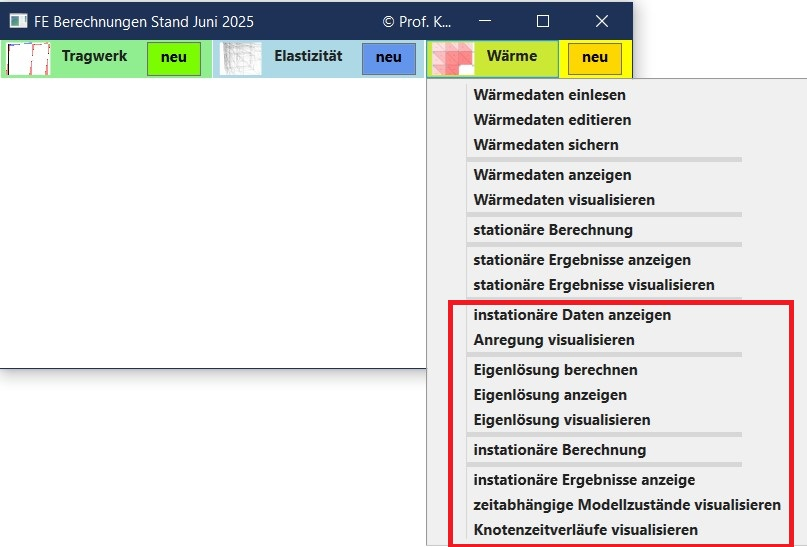 FE Berechnungen Stand Juni 2025 © Prof. K...
Tragwerk neu Elastizität neu Wärme neu
Wärmedaten einlesen
Wärmedaten editieren
Wärmedaten sichern
Wärmedaten anzeigen
Wärmedaten visualisieren
stationäre Berechnung
stationäre Ergebnisse anzeigen
stationäre Ergebnisse visualisieren
instationäre Daten anzeigen
Anregung visualisieren
Eigenlösung berechnen
Eigenlösung anzeigen
Eigenlösung visualisieren
instationäre Berechnung
instationäre Ergebnisse anzeige
zeitabhängige Modellzustände visualisieren
Knotenzeitverläufe visualisieren